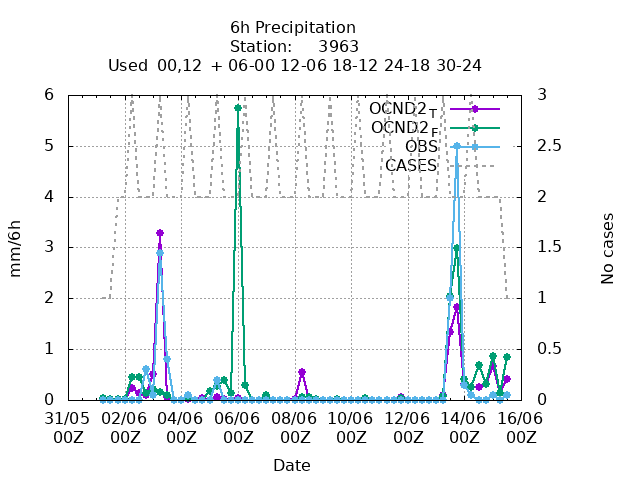 6h Precipitation
Station: 3963
Used 00,12 + 06-00 12-06 18-12 24-18 30-24
OCND2_T
OCND2_F
OBS
CASES
mm/6h
6
5
4
3
2
1
0
No cases
3
2.5
2
1.5
1
0.5
0
31/05 02/06 04/06 06/06 08/06 10/06 12/06 14/06 16/06
00Z 00Z 00Z 00Z 00Z 00Z 00Z 00Z 00Z
Date